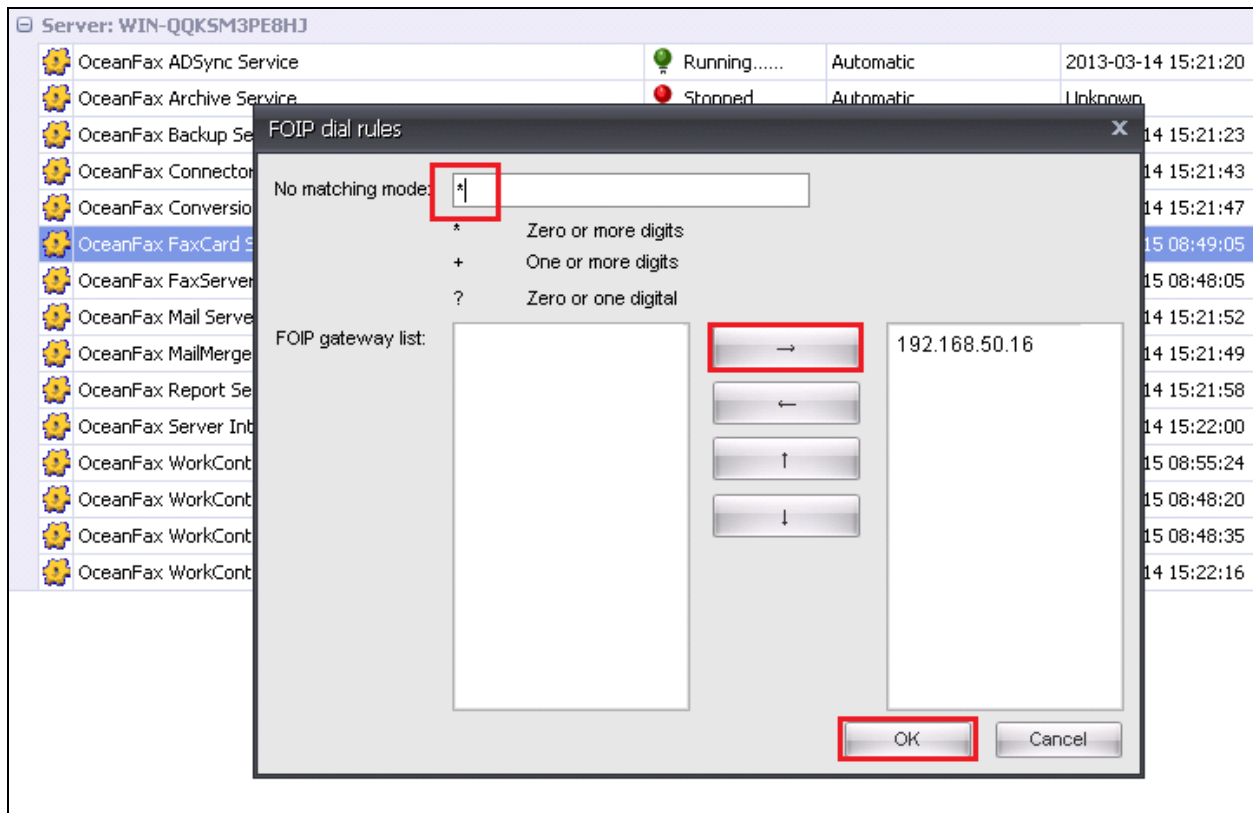 Server: WIN-QQKSM3PE8HJ
OceanFax ADSync Service Running...... Automatic 2013-03-14 15:21:20
OceanFax Archive Service Stopped Automatic Unknown
OceanFax Backup Se 14 15:21:23
FOIP dial rules X
OceanFax Connector 14 15:21:43
No matching mode: *
OceanFax Conversio 14 15:21:47
* Zero or more digits
OceanFax FaxCard S 15 08:49:05
+ One or more digits
OceanFax FaxServer 15 08:48:05
? Zero or one digital
OceanFax Mail Serve 14 15:21:52
FOIP gateway list: → 192.168.50.16
OceanFax MailMerge 14 15:21:49
OceanFax Report Se 14 15:21:58
←
OceanFax Server Int 14 15:22:00
OceanFax WorkCont 15 08:55:24
↑
OceanFax WorkCont 15 08:48:20
↓
OceanFax WorkCont 15 08:48:35
OceanFax WorkCont 14 15:22:16
OK Cancel